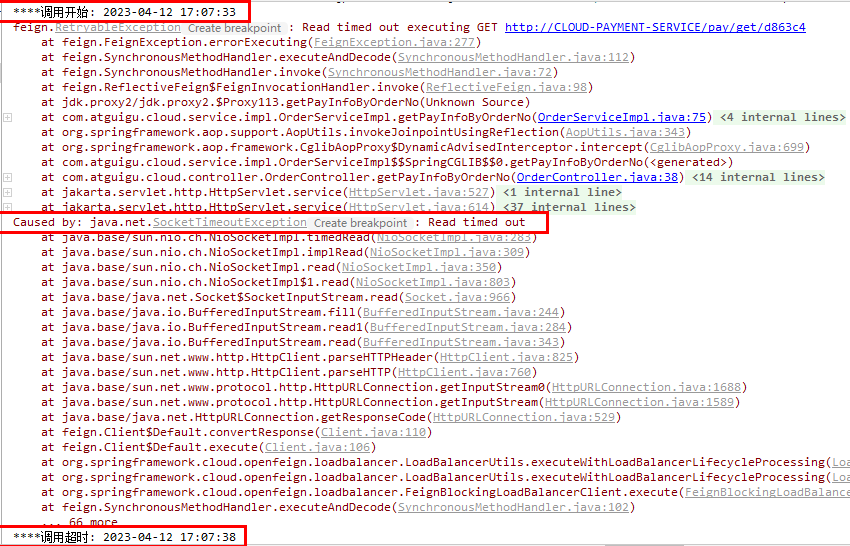 ****调用开始: 2023-04-12 17:07:33
feign.RetryableException Create breakpoint : Read timed out executing GET http://CLOUD-PAYMENT-SERVICE/pay/get/d863c4
at feign.FeignException.errorExecuting(FeignException.java:277)
at feign.SynchronousMethodHandler.executeAndDecode(SynchronousMethodHandler.java:112)
at feign.SynchronousMethodHandler.invoke(SynchronousMethodHandler.java:72)
at feign.ReflectiveFeign$FeignInvocationHandler.invoke(ReflectiveFeign.java:98)
at jdk.proxy2/jdk.proxy2.$Proxy113.getPayInfoByOrderNo(Unknown Source)
at com.atguigu.cloud.service.impl.OrderServiceImpl.getPayInfoByOrderNo(OrderServiceImpl.java:75) <4 internal lines>
at org.springframework.aop.support.AopUtils.invokeJoinpointUsingReflection(AopUtils.java:343)
at org.springframework.aop.framework.CglibAopProxy$DynamicAdvisedInterceptor.intercept(CglibAopProxy.java:699)
at com.atguigu.cloud.service.impl.OrderServiceImpl$$SpringCGLIB$$0.getPayInfoByOrderNo(<generated>)
at com.atguigu.cloud.controller.OrderController.getPayInfoByOrderNo(OrderController.java:38) <14 internal lines>
at jakarta.servlet.http.HttpServlet.service(HttpServlet.java:527) <1 internal line>
at jakarta.servlet.http.HttpServlet.service(HttpServlet.java:614) <37 internal lines>
Caused by: java.net.SocketTimeoutException Create breakpoint : Read timed out
at java.base/sun.nio.ch.NioSocketImpl.timedRead(NioSocketImpl.java:283)
at java.base/sun.nio.ch.NioSocketImpl.implRead(NioSocketImpl.java:309)
at java.base/sun.nio.ch.NioSocketImpl.read(NioSocketImpl.java:350)
at java.base/sun.nio.ch.NioSocketImpl$1.read(NioSocketImpl.java:803)
at java.base/java.net.Socket$SocketInputStream.read(Socket.java:966)
at java.base/java.io.BufferedInputStream.fill(BufferedInputStream.java:244)
at java.base/java.io.BufferedInputStream.read1(BufferedInputStream.java:284)
at java.base/java.io.BufferedInputStream.read(BufferedInputStream.java:343)
at java.base/sun.net.www.http.HttpClient.parseHTTPHeader(HttpClient.java:825)
at java.base/sun.net.www.http.HttpClient.parseHTTP(HttpClient.java:760)
at java.base/sun.net.www.protocol.http.HttpURLConnection.getInputStream0(HttpURLConnection.java:1688)
at java.base/sun.net.www.protocol.http.HttpURLConnection.getInputStream(HttpURLConnection.java:1589)
at java.base/java.net.HttpURLConnection.getResponseCode(HttpURLConnection.java:529)
at feign.Client$Default.convertResponse(Client.java:110)
at feign.Client$Default.execute(Client.java:106)
at org.springframework.cloud.openfeign.loadbalancer.LoadBalancerUtils.executeWithLoadBalancerLifecycleProcessing(Loa
at org.springframework.cloud.openfeign.loadbalancer.LoadBalancerUtils.executeWithLoadBalancerLifecycleProcessing(Loa
at org.springframework.cloud.openfeign.loadbalancer.FeignBlockingLoadBalancerClient.execute(FeignBlockingLoadBalance
at feign.SynchronousMethodHandler.executeAndDecode(SynchronousMethodHandler.java:102)
... 66 more
****调用超时: 2023-04-12 17:07:38